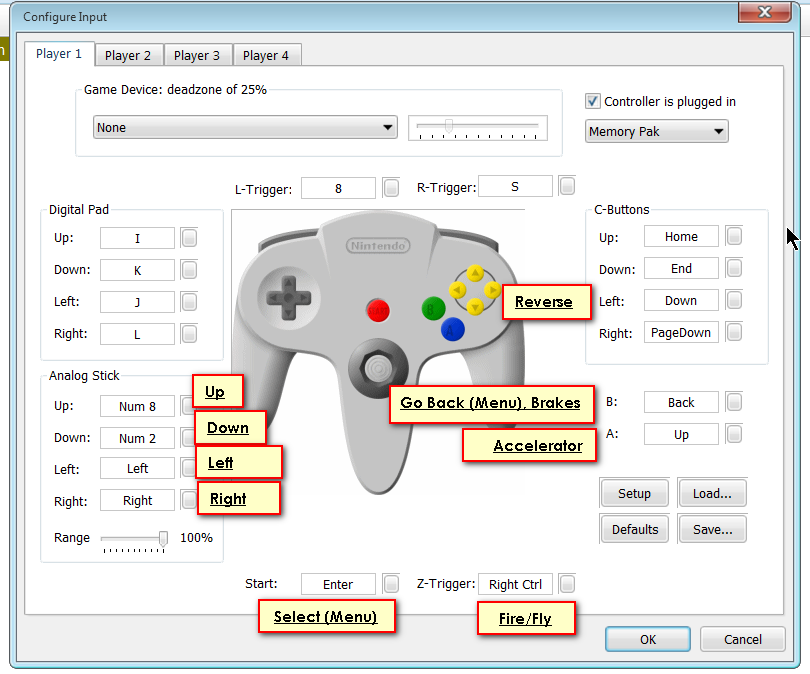 Configure Input
Player 1
Player 2
Player 3
Player 4
Game Device: deadzone of 25%
None
Controller is plugged in
Memory Pak
L-Trigger: 8
R-Trigger: S
Digital Pad
Up: I
Down: K
Left: J
Right: L
Nintendo
B
A
Reverse
C-Buttons
Up: Home
Down: End
Left: Down
Right: PageDown
Analog Stick
Up: Num 8
Down: Num 2
Left: Left
Right: Right
Range 100%
Up
Down
Left
Right
Go Back (Menu), Brakes
Accelerator
B: Back
A: Up
Setup
Load...
Defaults
Save...
Start: Enter
Z-Trigger: Right Ctrl
Select (Menu)
Fire/Fly
OK
Cancel